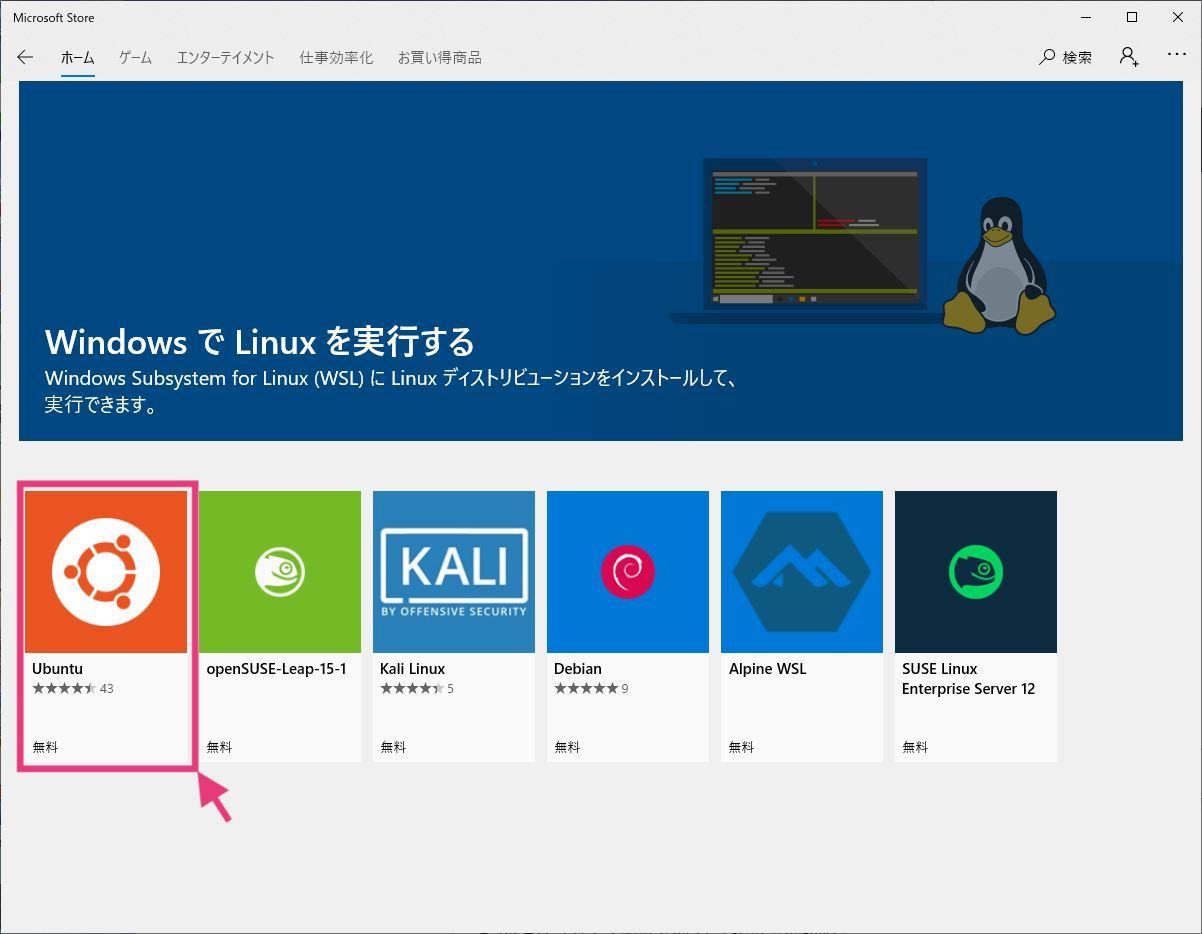 Microsoft Store
ホーム ゲーム エンターテイメント 仕事効率化 お買い得商品 検索
Windows で Linux を実行する
Windows Subsystem for Linux (WSL) に Linux ディストリビューションをインストールして、
実行できます。
KALI
BY OFFENSIVE SECURITY
Ubuntu openSUSE-Leap-15-1 Kali Linux Debian Alpine WSL SUSE Linux
Enterprise Server 12
43 5 9
無料 無料 無料 無料 無料 無料